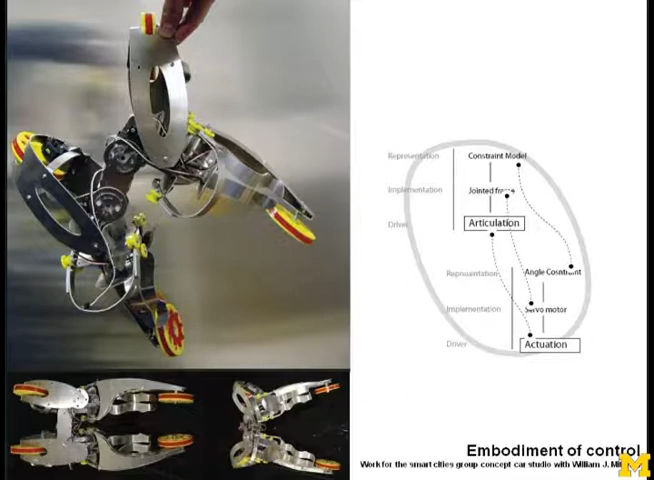 Representation Constraint Model
Implementation Jointed frame
Driver Articulation
Representation Angle Cosntraint
Implementation Servo motor
Driver Actuation
Embodiment of control
Work for the smart cities group concept car studio with William J.
M